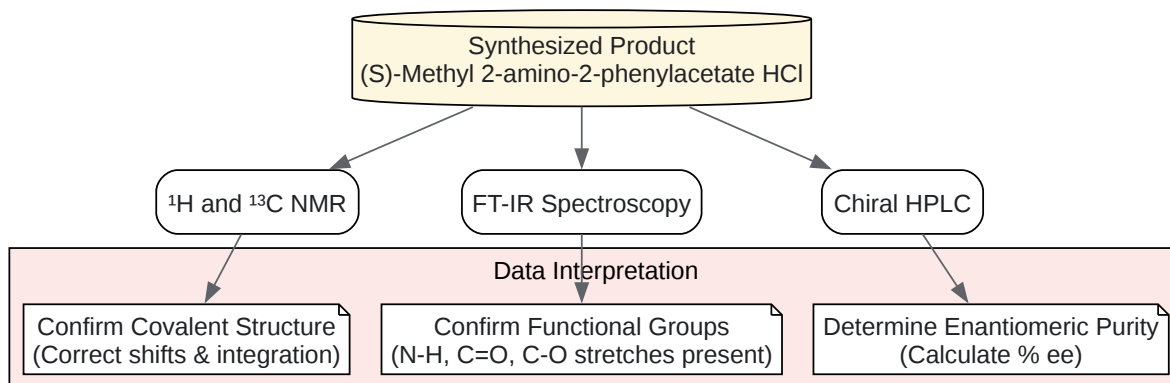 Synthesized Product
(S)-Methyl 2-amino-2-phenylacetate HCl
¹H and ¹³C NMR
FT-IR Spectroscopy
Chiral HPLC
Data Interpretation
Confirm Covalent Structure
(Correct shifts & integration)
Confirm Functional Groups
(N-H, C=O, C-O stretches present)
Determine Enantiomeric Purity
(Calculate % ee)